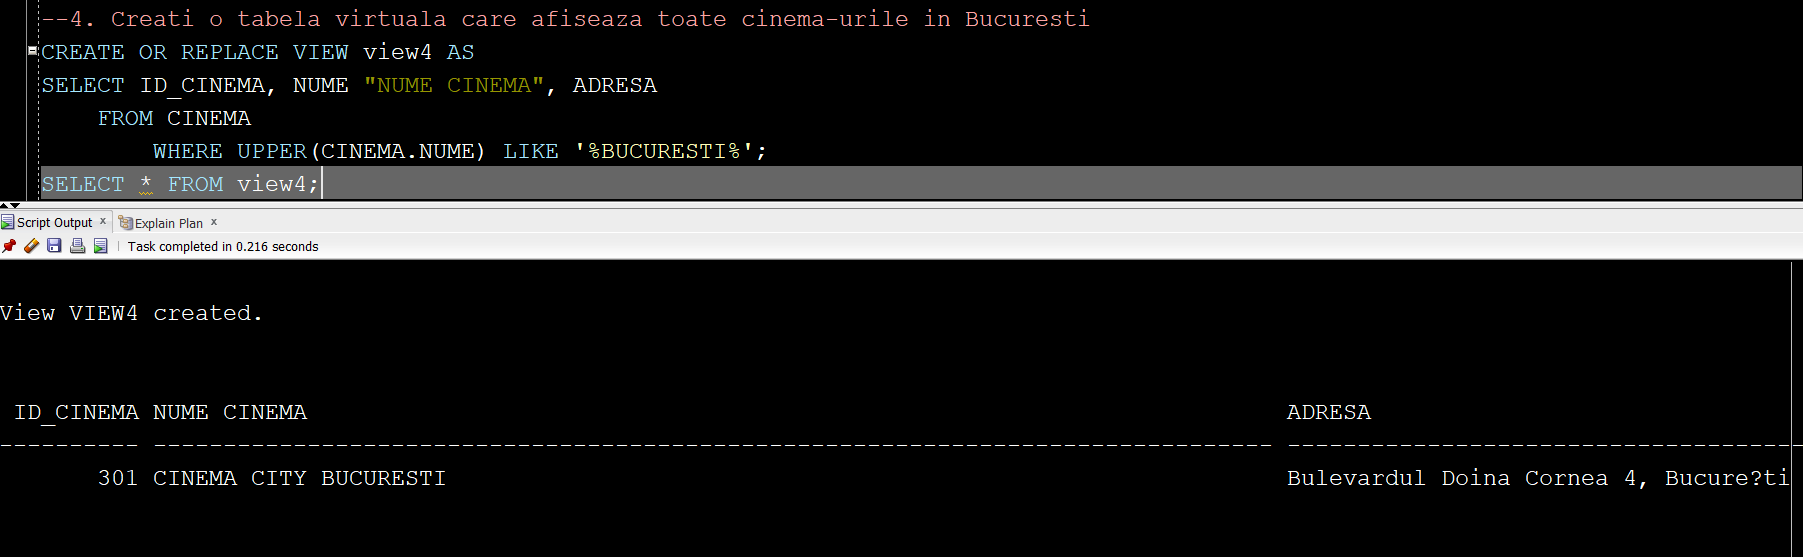 --4. Creati o tabela virtuala care afiseaza toate cinema-urile in Bucuresti
CREATE OR REPLACE VIEW view4 AS
SELECT ID_CINEMA, NUME "NUME CINEMA", ADRESA
FROM CINEMA
WHERE UPPER(CINEMA.NUME) LIKE '%BUCURESTI%';
SELECT * FROM view4;
Script Output x Explain Plan x
Task completed in 0.216 seconds
View VIEW4 created.
ID_CINEMA NUME CINEMA ADRESA
---------- -------------------------------------------------------------------------------- -------------------------------------
301 CINEMA CITY BUCURESTI Bulevardul Doina Cornea 4, Bucure?ti